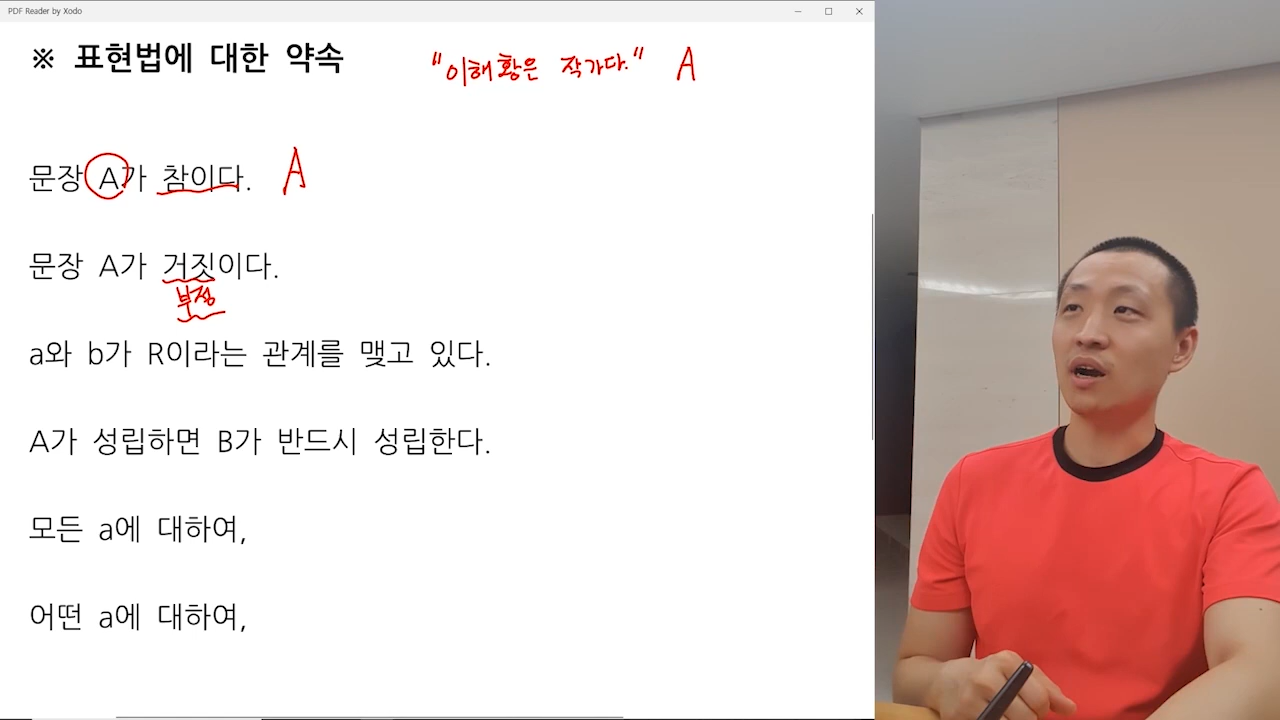 PDF Reader by Xodo
※ 표현법에 대한 약속 "이해황은 작가다." A
문장 A가 참이다. A
문장 A가 거짓이다.
부정
a와 b가 R이라는 관계를 맺고 있다.
A가 성립하면 B가 반드시 성립한다.
모든 a에 대하여,
어떤 a에 대하여,